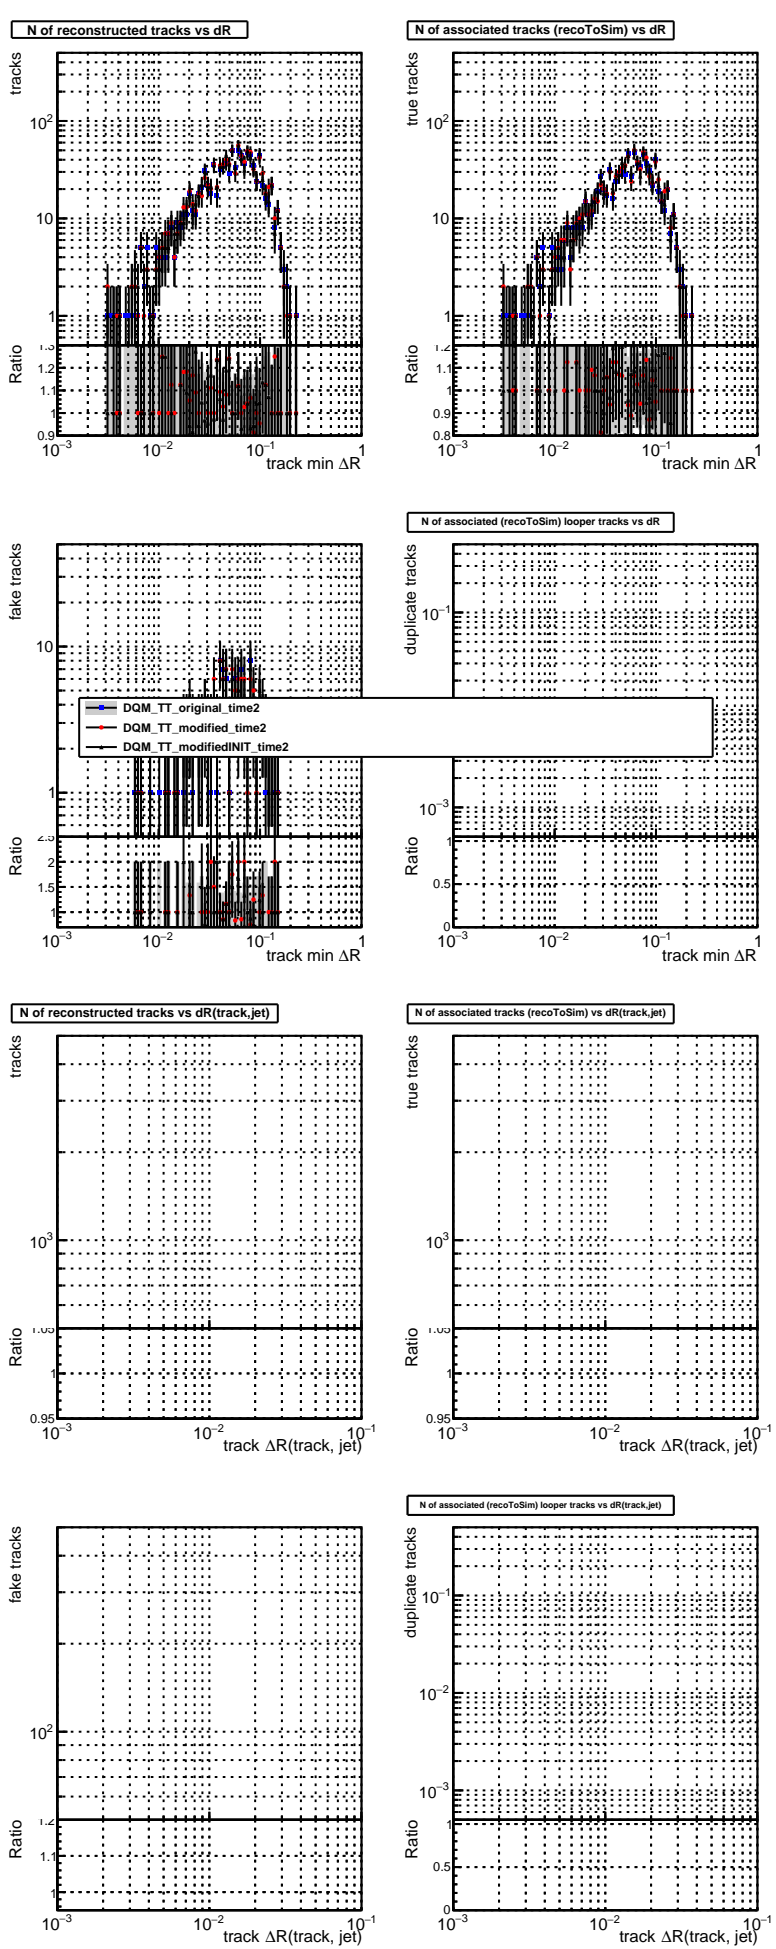 N of reconstructed tracks vs dR
tracks
10²
10
1
Ratio
1.3
1.2
1.1
1
0.9
10⁻³
10⁻²
10⁻¹
1
track min ΔR
N of associated tracks (recoToSim) vs dR
true tracks
10²
10
1
Ratio
1.2
1.1
1
0.9
0.8
10⁻³
10⁻²
10⁻¹
1
track min ΔR
fake tracks
10
1
Ratio
2.5
2
1.5
1
10⁻³
10⁻²
10⁻¹
1
track min ΔR
N of associated (recoToSim) looper tracks vs dR
duplicate tracks
10⁻¹
10⁻³
Ratio
1
0.5
0
10⁻³
10⁻²
10⁻¹
1
track min ΔR
DQM_TT_original_time2
DQM_TT_modified_time2
DQM_TT_modifiedINIT_time2
N of reconstructed tracks vs dR(track,jet)
tracks
10³
Ratio
1.05
1
0.95
10⁻³
10⁻²
10⁻¹
track ΔR(track, jet)
N of associated tracks (recoToSim) vs dR(track,jet)
true tracks
10³
Ratio
1.05
1
0.95
10⁻³
10⁻²
10⁻¹
track ΔR(track, jet)
fake tracks
10²
Ratio
1.2
1.1
1
10⁻³
10⁻²
10⁻¹
track ΔR(track, jet)
N of associated (recoToSim) looper tracks vs dR(track,jet)
duplicate tracks
10⁻¹
10⁻²
10⁻³
Ratio
1
0.5
0
10⁻³
10⁻²
10⁻¹
track ΔR(track, jet)